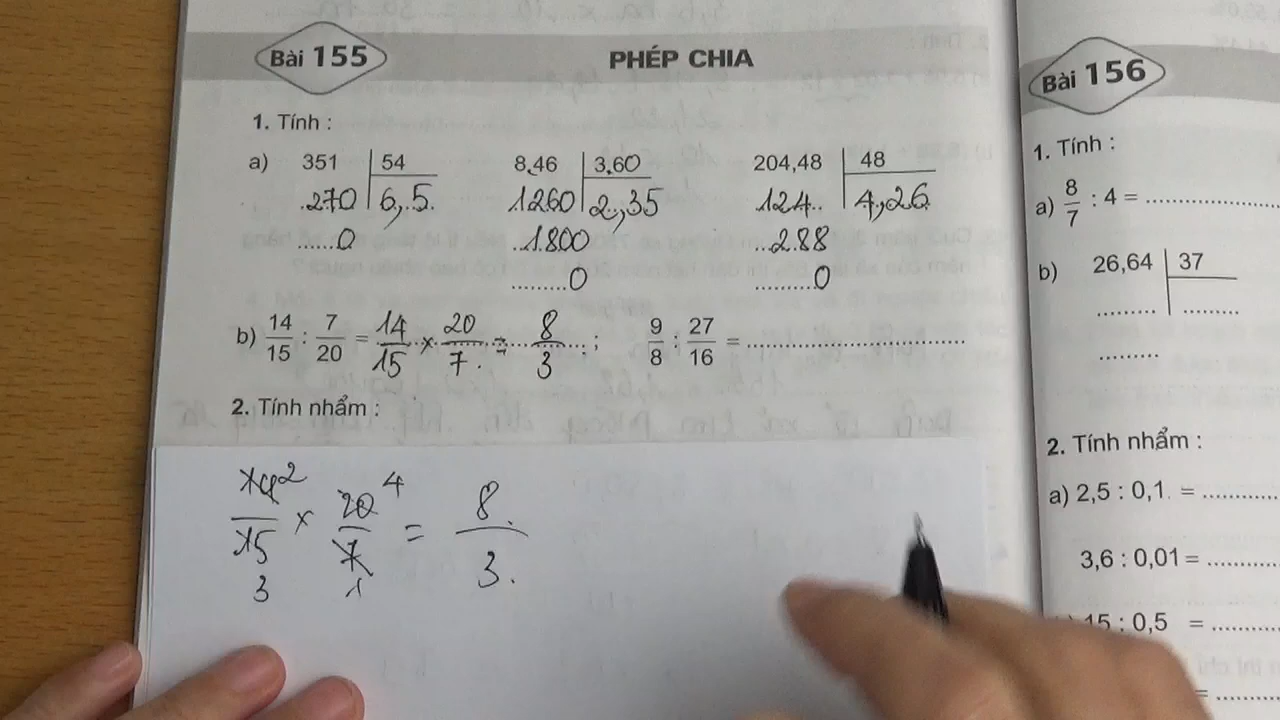 Bài 155 PHÉP CHIA
1. Tính :
a) 351 54 8,46 3,60 204,48 48
270 6,5 1260 2,35 124 4,26
0 1800 288
0 0
b) 14/15 : 7/20 = 14/15 × 20/7 = 8/3 ; 9/8 : 27/16 = ........
2. Tính nhẩm :
14 2 / 15 3 × 20 4 / 7 1 = 8/3
Bài 156
1. Tính :
a) 8/7 : 4 = ........
b) 26,64 37
2. Tính nhẩm :
a) 2,5 : 0,1 = ........
3,6 : 0,01 = ........
15 : 0,5 = ........
= ........